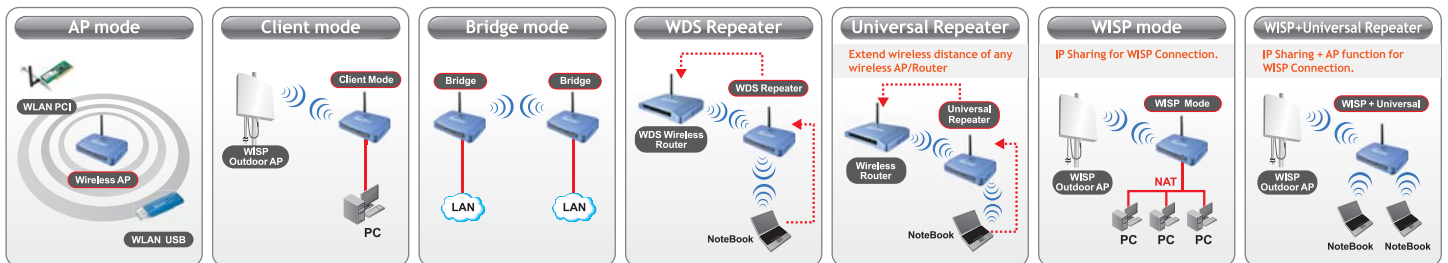 AP mode
WLAN PCI
Wireless AP
WLAN USB
Client mode
Client Mode
WISP
Outdoor AP
PC
Bridge mode
Bridge
Bridge
LAN
LAN
WDS Repeater
WDS Repeater
WDS Wireless
Router
NoteBook
Universal Repeater
Extend wireless distance of any
wireless AP/Router
Universal
Repeater
Wireless
Router
NoteBook
WISP mode
IP Sharing for WISP Connection.
WISP Mode
WISP
Outdoor AP
NAT
PC
PC
PC
WISP+Universal Repeater
IP Sharing + AP function for
WISP Connection.
WISP + Universal
WISP
Outdoor AP
NoteBook
NoteBook